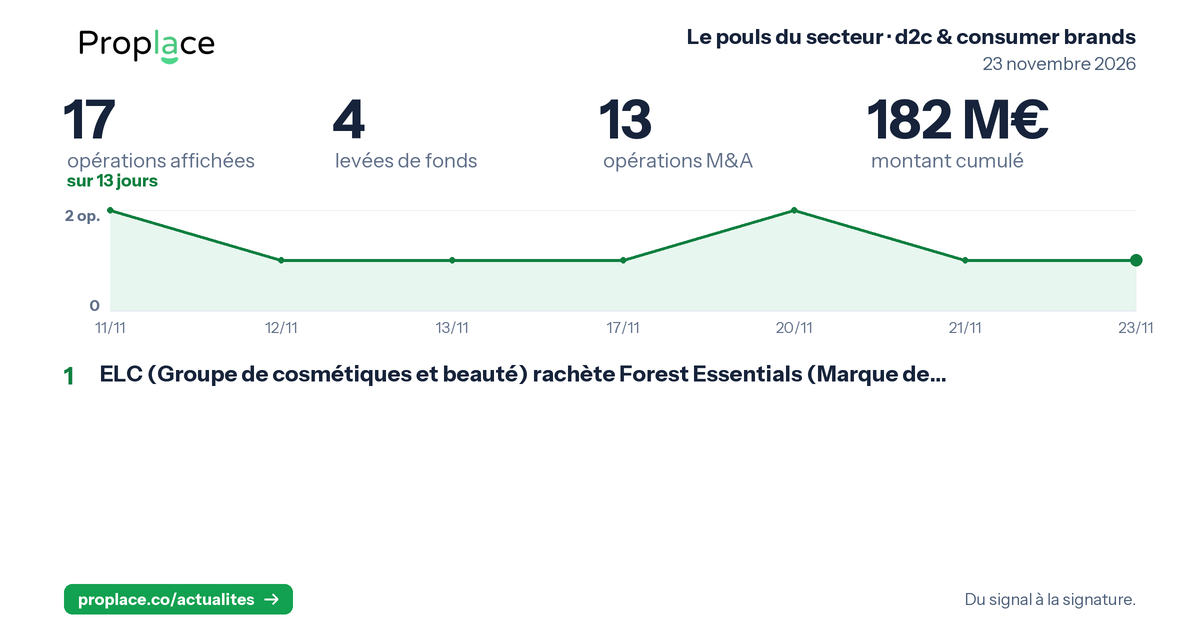 Proplace
Le pouls du secteur · d2c & consumer brands
23 novembre 2026
17
opérations affichées
sur 13 jours
4
levées de fonds
13
opérations M&A
182 M€
montant cumulé
2 op.
0
11/11 12/11 13/11 17/11 20/11 21/11 23/11
1 ELC (Groupe de cosmétiques et beauté) rachète Forest Essentials (Marque de...
proplace.co/actualites →
Du signal à la signature.